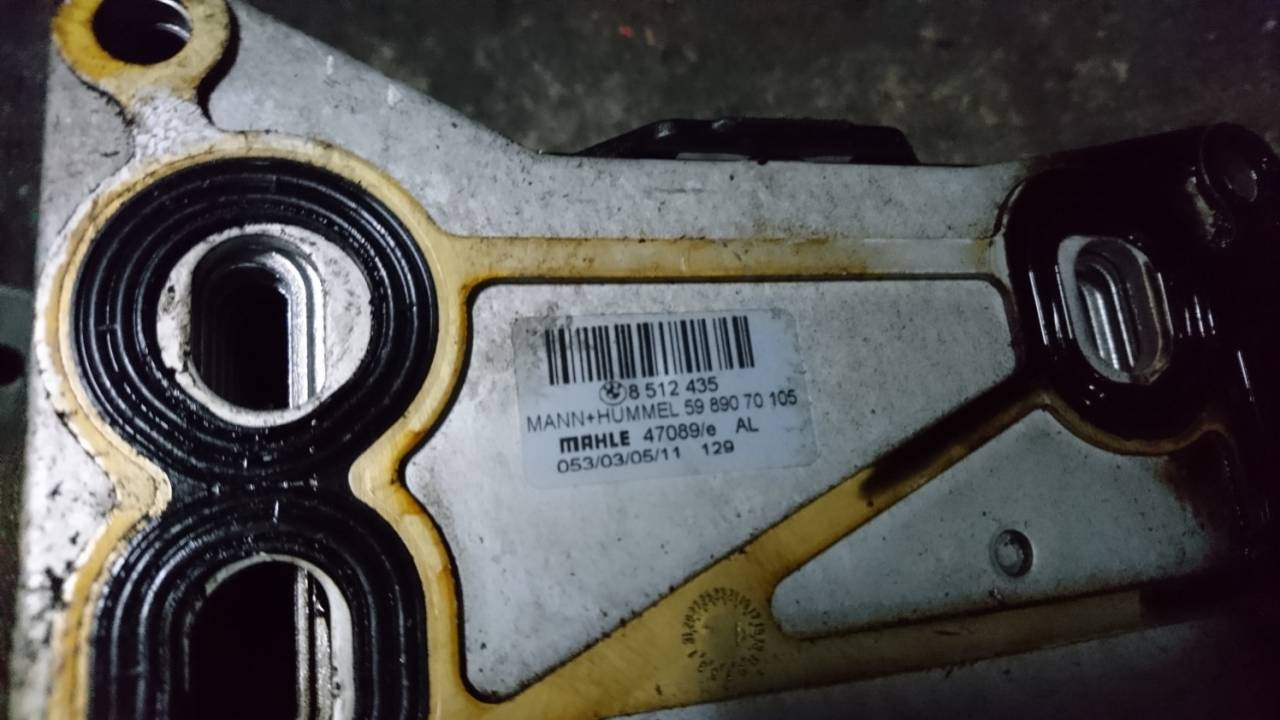 8 512 435
MANN+HUMMEL 59 890 70 105
MAHLE 47089/e AL
053/03/05/11 129